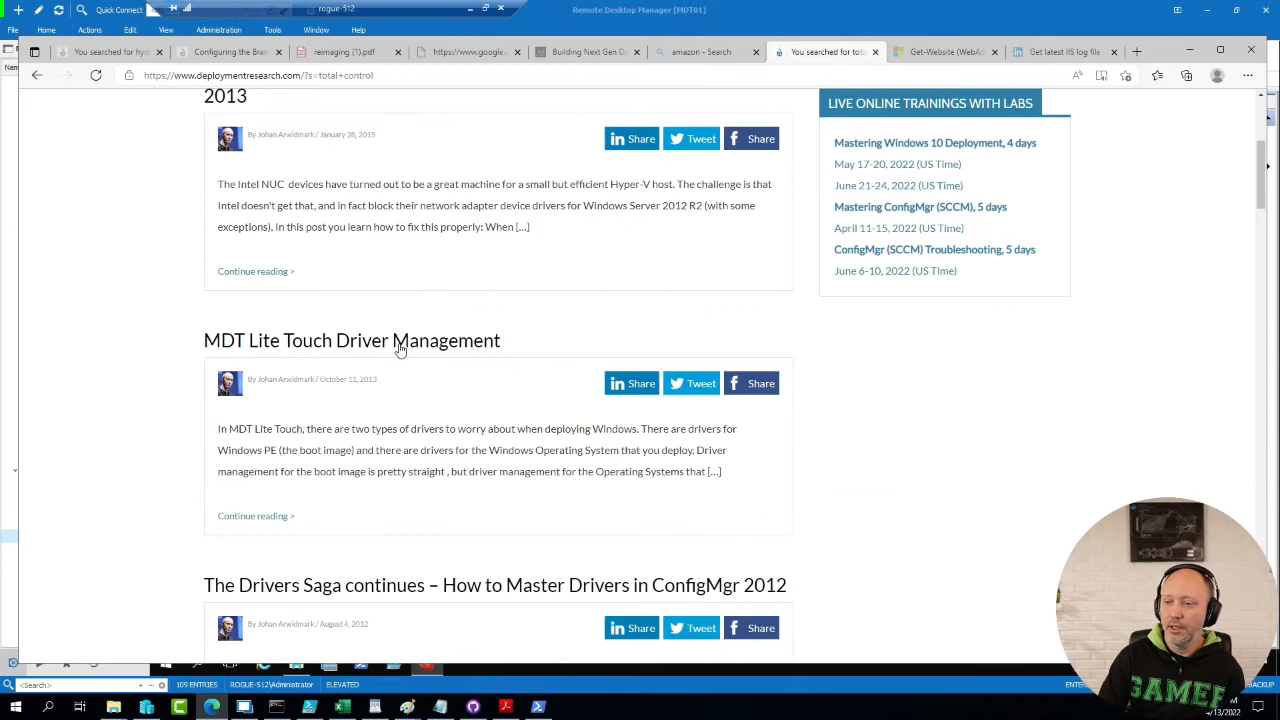 Quick Connect
rogue-512
Remote Desktop Manager [MDT01]
Home
Actions
Edit
View
Administration
Tools
Window
Help
You searched for hyd
Configuring the Bran
reimaging (1).pdf
https://www.google.
Building Next Gen Da
amazon - Search
You searched for tota
Get-Website (WebAd
Get latest IIS log file
https://www.deploymentresearch.com/?s=total+control
2013
By Johan Arwidmark / January 28, 2015
Share
Tweet
Share
The Intel NUC devices have turned out to be a great machine for a small but efficient Hyper-V host. The challenge is that
Intel doesn't get that, and in fact block their network adapter device drivers for Windows Server 2012 R2 (with some
exceptions). In this post you learn how to fix this properly: When [...]
Continue reading >
MDT Lite Touch Driver Management
By Johan Arwidmark / October 11, 2013
Share
Tweet
Share
In MDT Lite Touch, there are two types of drivers to worry about when deploying Windows. There are drivers for
Windows PE (the boot image) and there are drivers for the Windows Operating System that you deploy. Driver
management for the boot image is pretty straight , but driver management for the Operating Systems that [...]
Continue reading >
The Drivers Saga continues – How to Master Drivers in ConfigMgr 2012
By Johan Arwidmark / August 4, 2012
Share
Tweet
Share
LIVE ONLINE TRAININGS WITH LABS
Mastering Windows 10 Deployment, 4 days
May 17-20, 2022 (US Time)
June 21-24, 2022 (US Time)
Mastering ConfigMgr (SCCM), 5 days
April 11-15, 2022 (US Time)
ConfigMgr (SCCM) Troubleshooting, 5 days
June 6-10, 2022 (US Time)
GAMER
<Search>
109 ENTRIES
ROGUE-512\Administrator
ELEVATED
BACKUP
/13/2022